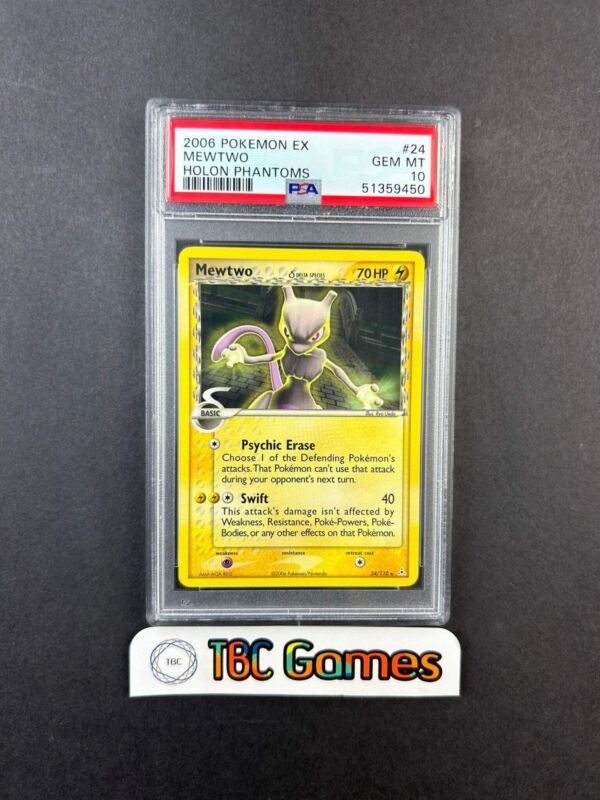 2006 POKEMON EX #24
MEWTWO GEM MT
HOLON PHANTOMS 10
PSA 51359450
Mewtwo δ DELTA SPECIES 70 HP
BASIC Illus. Ryo Ueda
Psychic Erase
Choose 1 of the Defending Pokémon's
attacks. That Pokémon can't use that attack
during your opponent's next turn.
Swift 40
This attack's damage isn't affected by
Weakness, Resistance, Poké-Powers, Poké-
Bodies, or any other effects on that Pokémon.
weakness resistance retreat cost
©2006 Pokémon/Nintendo 24/110
TBC TBC Games